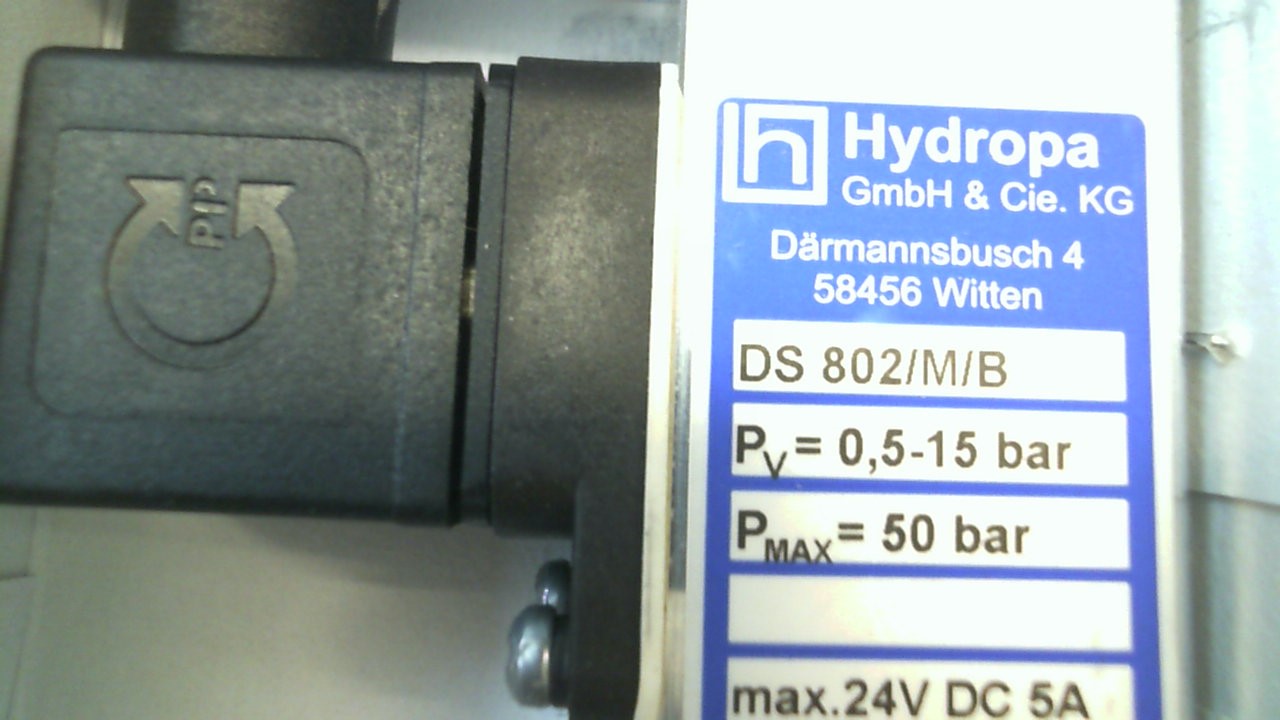 Hydropa
GmbH & Cie. KG
Därmannsbusch 4
58456 Witten
DS 802/M/B
PV = 0,5-15 bar
PMAX = 50 bar
max.24V DC 5A